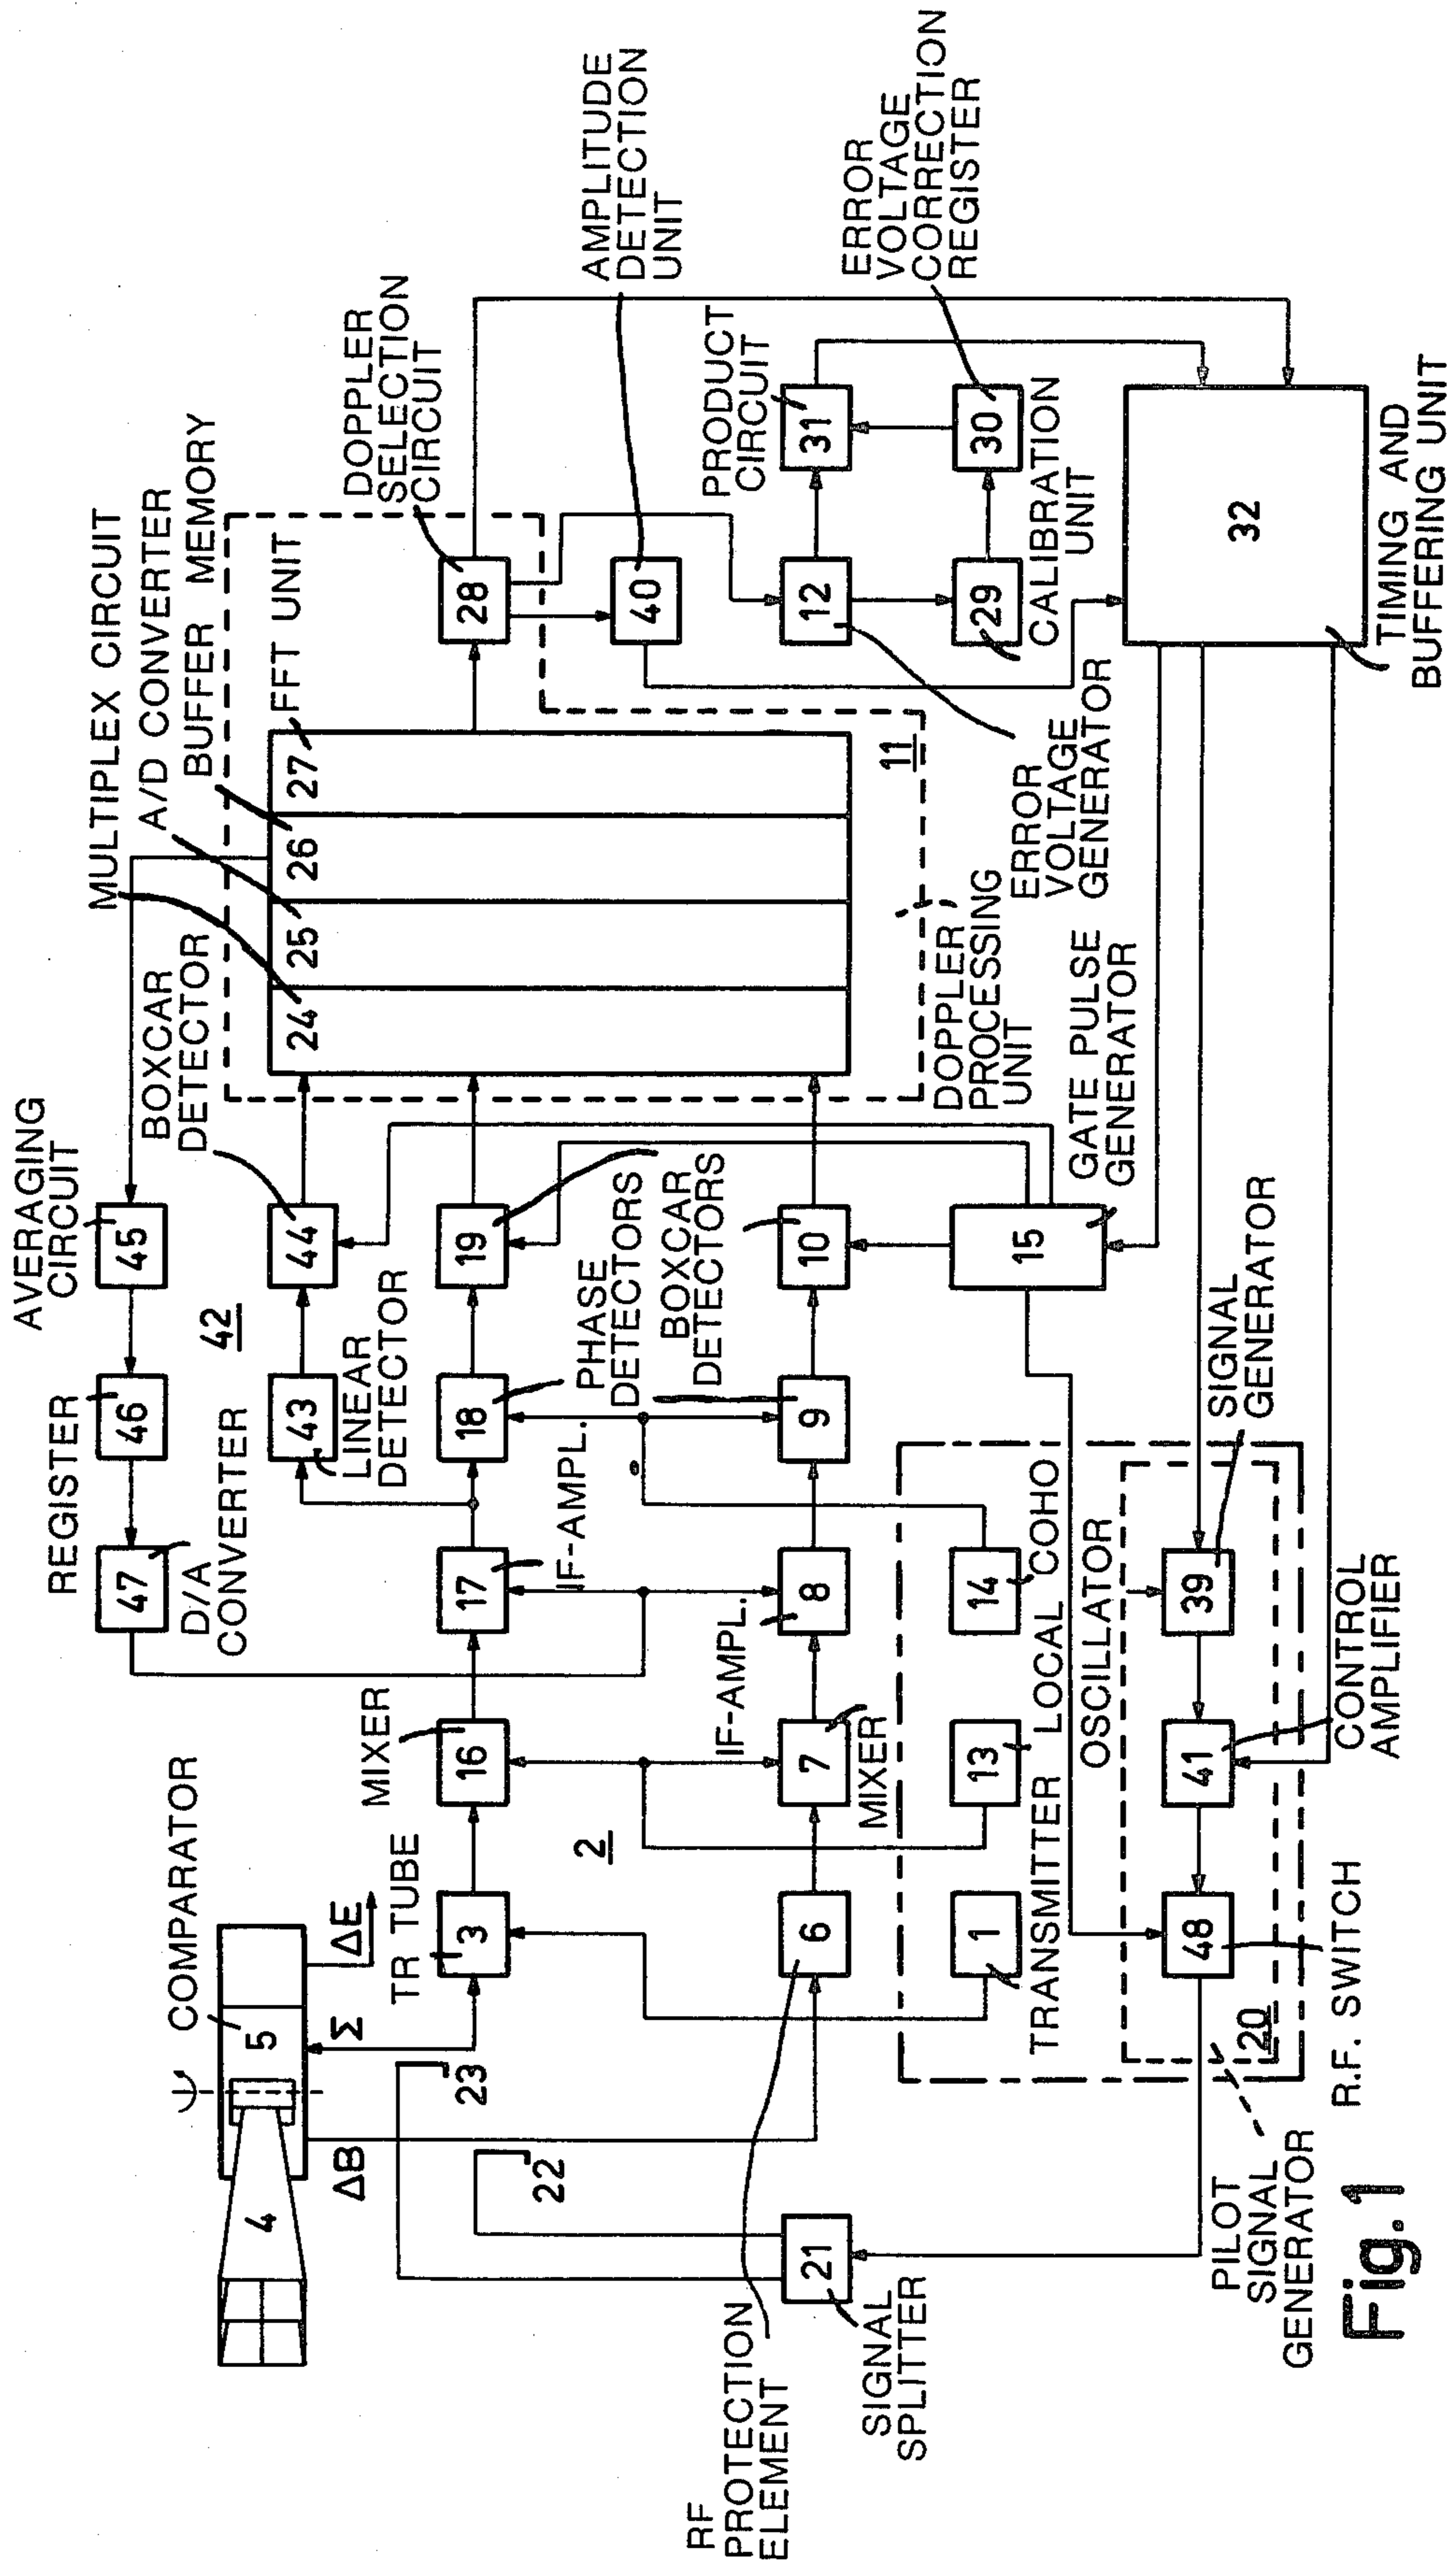 AVERAGING
CIRCUIT
REGISTER
45
46
47
D/A
CONVERTER
42
MULTIPLEX CIRCUIT
A/D CONVERTER
BUFFER MEMORY
BOXCAR
DETECTOR
44
43
LINEAR
DETECTOR
24
25
26
27
FFT UNIT
DOPPLER
SELECTION
CIRCUIT
28
COMPARATOR
4
5
ΔE
Σ
ΔB
TR TUBE
3
MIXER
16
17
IF-AMPL.
18
PHASE
DETECTORS
19
BOXCAR
DETECTORS
23
22
2
AMPLITUDE
DETECTION
UNIT
40
RF
PROTECTION
ELEMENT
SIGNAL
SPLITTER
21
6
7
MIXER
IF-AMPL.
8
9
10
11
DOPPLER
PROCESSING
UNIT
12
ERROR
VOLTAGE
GENERATOR
PRODUCT
CIRCUIT
31
ERROR
VOLTAGE
CORRECTION
REGISTER
30
29
CALIBRATION
UNIT
1
TRANSMITTER
13
LOCAL
OSCILLATOR
14
COHO
15
GATE PULSE
GENERATOR
32
TIMING AND
BUFFERING UNIT
SIGNAL
GENERATOR
39
41
CONTROL
AMPLIFIER
48
R.F. SWITCH
20
PILOT
SIGNAL
GENERATOR
Fig. 1